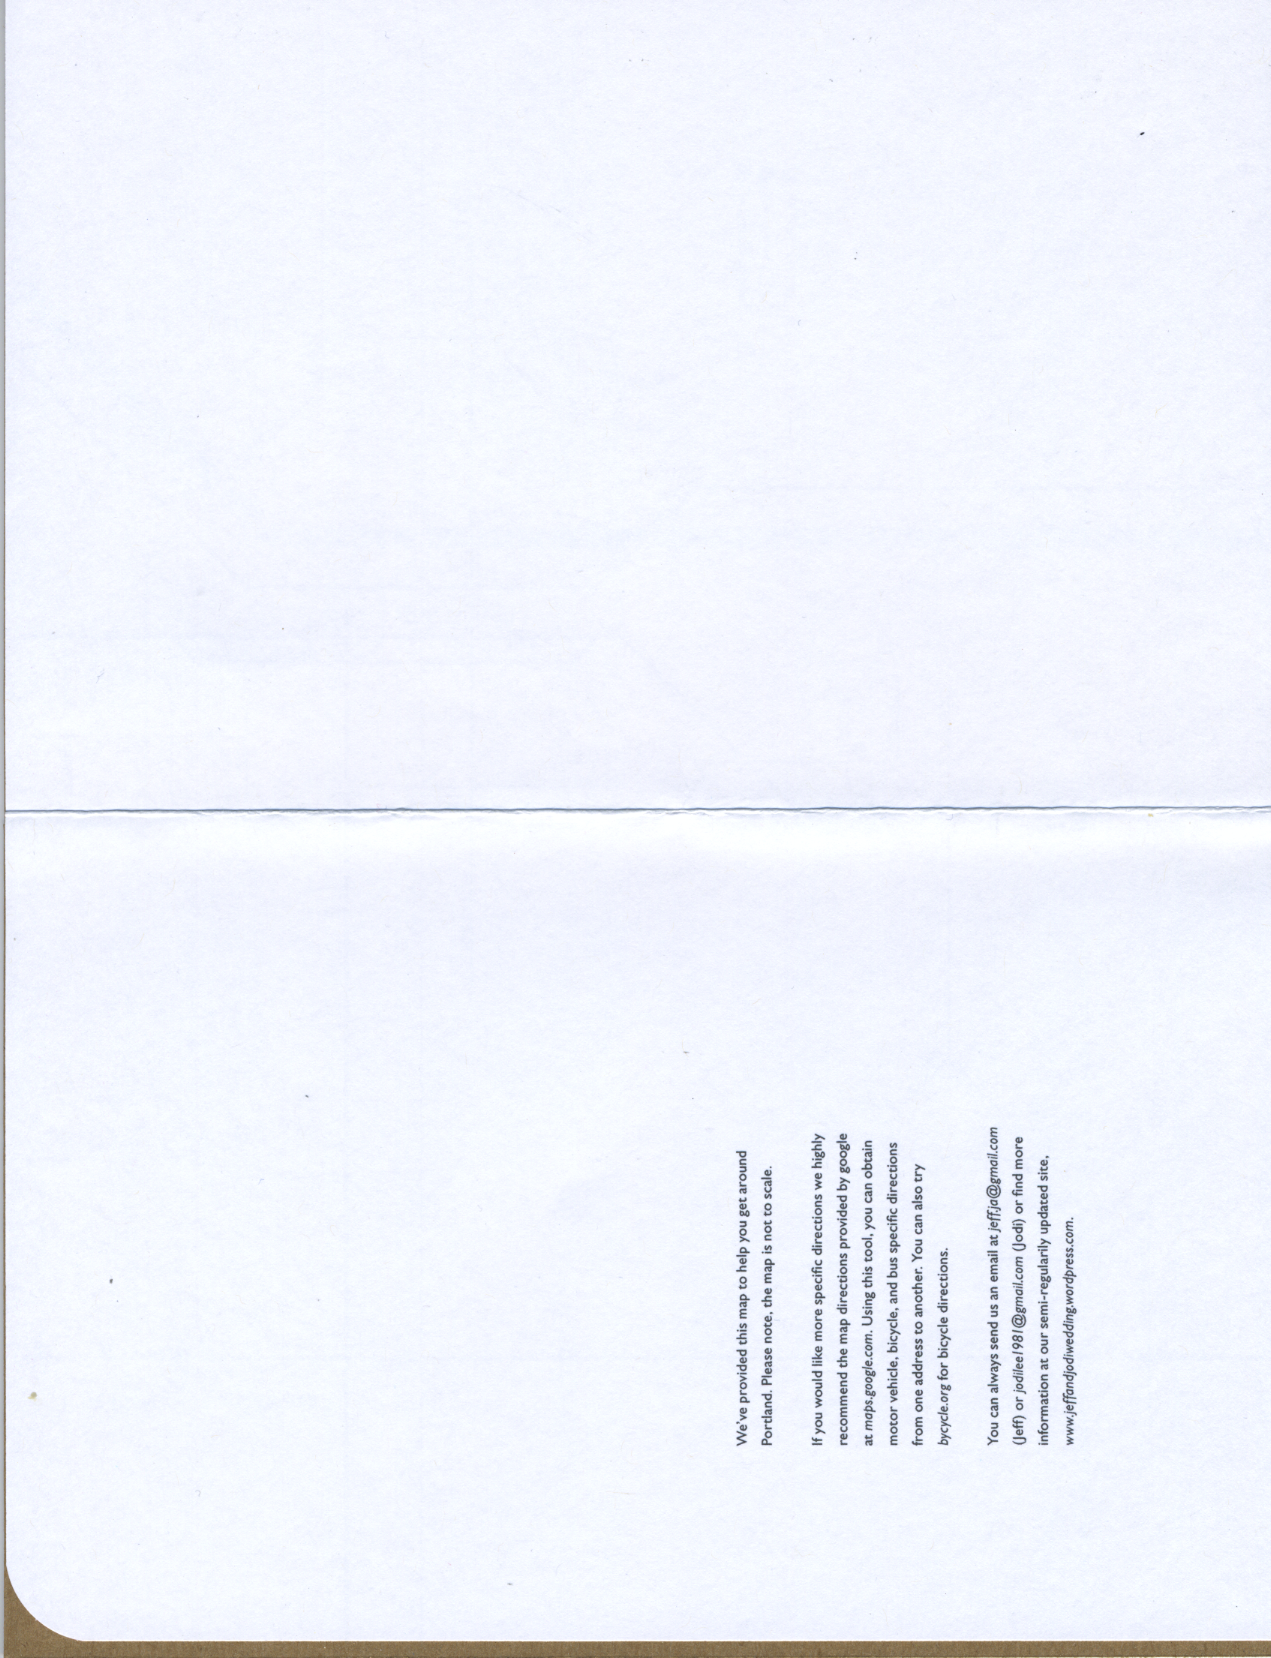 We've provided this map to help you get around
Portland. Please note, the map is not to scale.
If you would like more specific directions we highly
recommend the map directions provided by google
at maps.google.com. Using this tool, you can obtain
motor vehicle, bicycle, and bus specific directions
from one address to another. You can also try
bycycle.org for bicycle directions.
You can always send us an email at jeff.ja@gmail.com
(Jeff) or jodilee1981@gmail.com (Jodi) or find more
information at our semi-regularily updated site,
www.jeffandjodiwedding.wordpress.com.